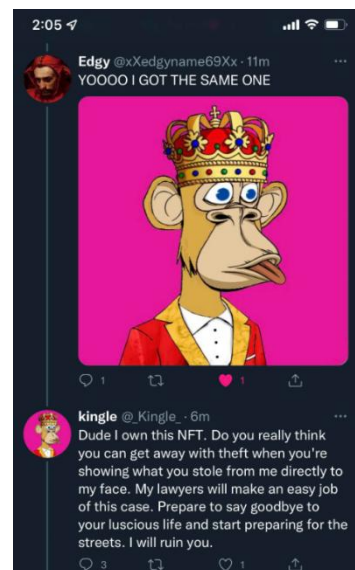 2:05
Edgy @xXedgyname69Xx · 11m
YOOOO I GOT THE SAME ONE
1
1
kingle @_Kingle_ · 6m
Dude I own this NFT. Do you really think
you can get away with theft when you're
showing what you stole from me directly to
my face. My lawyers will make an easy job
of this case. Prepare to say goodbye to
your luscious life and start preparing for the
streets. I will ruin you.
3
1